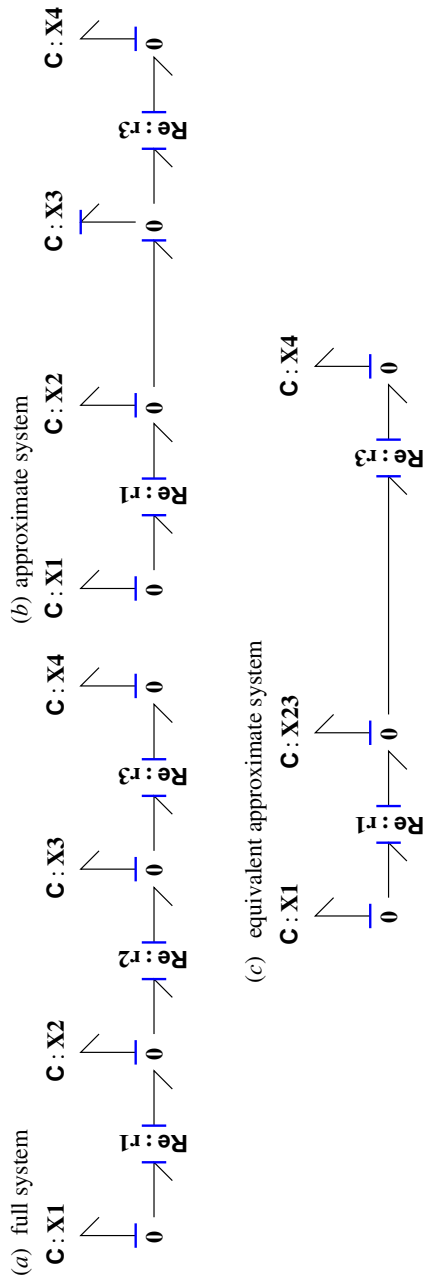 (a) full system
C:X1 C:X2 C:X3 C:X4
0 Re:r1 0 Re:r2 0 Re:r3 0
(b) approximate system
C:X1 C:X2 C:X3 C:X4
0 Re:r1 0 0 Re:r3 0
(c) equivalent approximate system
C:X1 C:X23 C:X4
0 Re:r1 0 Re:r3 0